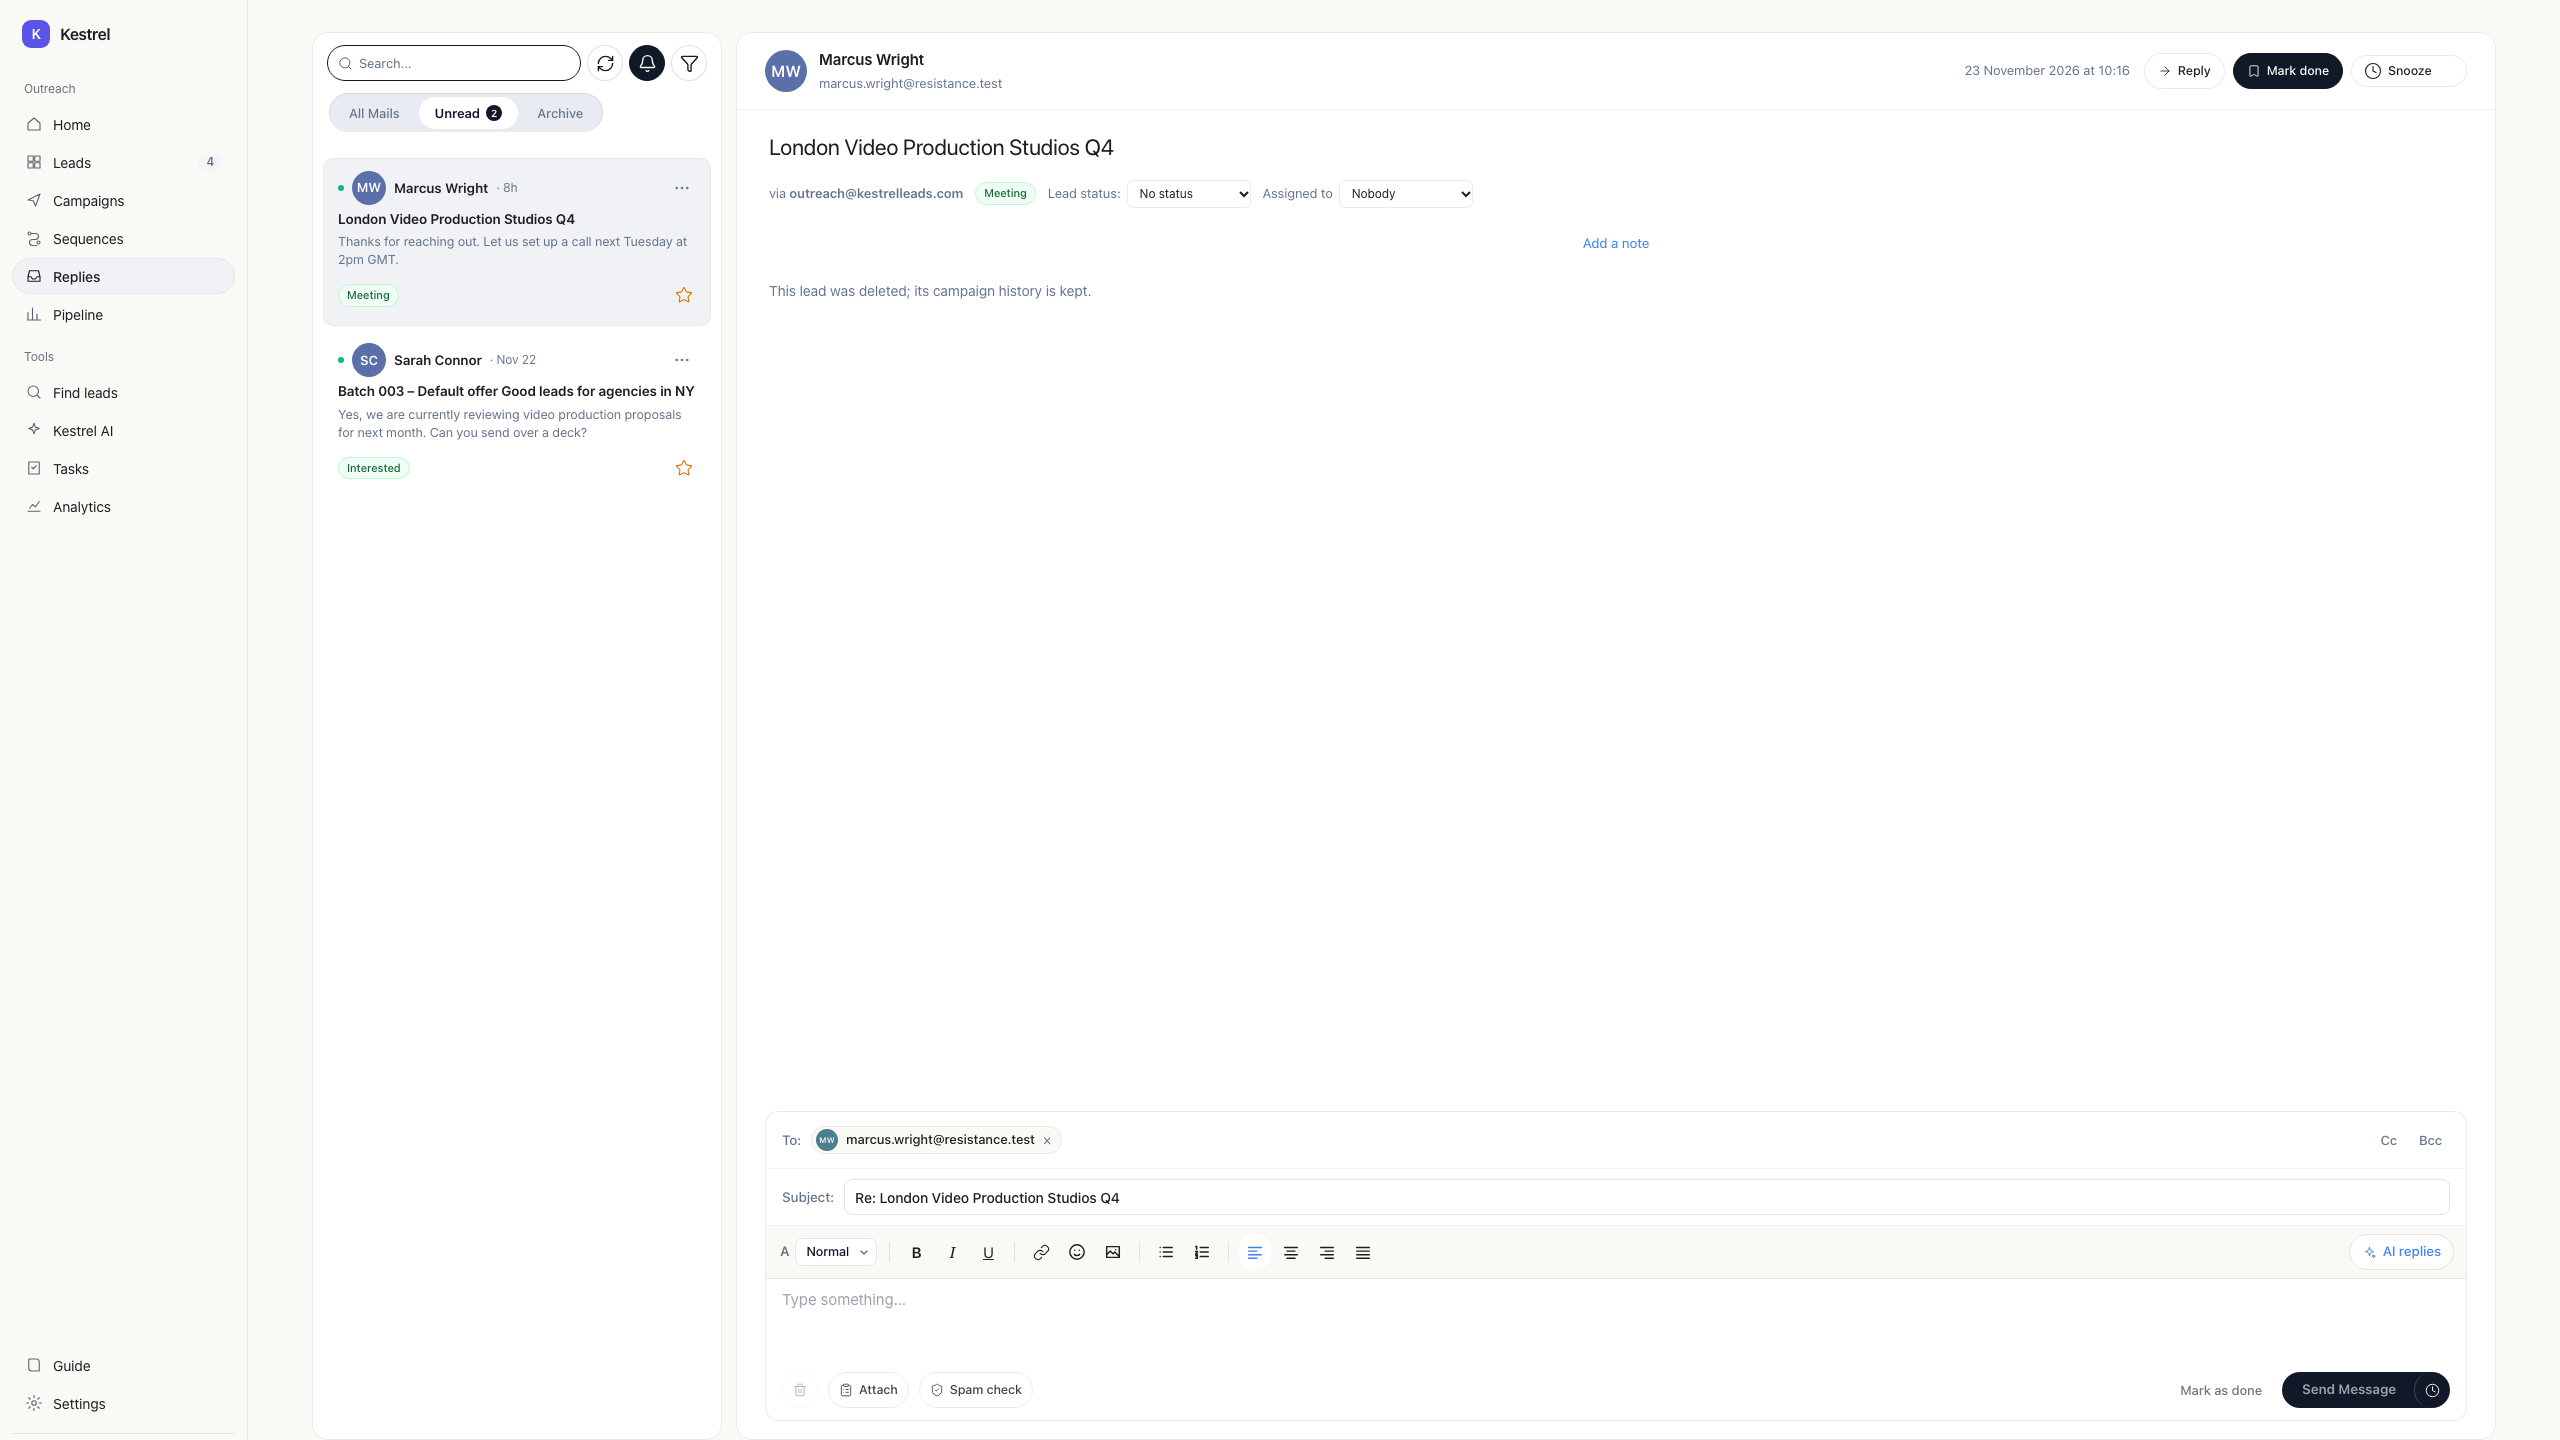 K Kestrel
Outreach
Home
Leads 4
Campaigns
Sequences
Replies
Pipeline
Tools
Find leads
Kestrel AI
Tasks
Analytics
Guide
Settings
Search...
All Mails Unread 2 Archive
MW Marcus Wright · 8h
London Video Production Studios Q4
Thanks for reaching out. Let us set up a call next Tuesday at
2pm GMT.
Meeting
SC Sarah Connor · Nov 22
Batch 003 – Default offer Good leads for agencies in NY
Yes, we are currently reviewing video production proposals
for next month. Can you send over a deck?
Interested
MW Marcus Wright
marcus.wright@resistance.test
23 November 2026 at 10:16 Reply Mark done Snooze
London Video Production Studios Q4
via outreach@kestrelleads.com Meeting Lead status: No status Assigned to Nobody
Add a note
This lead was deleted; its campaign history is kept.
To: MW marcus.wright@resistance.test x Cc Bcc
Subject: Re: London Video Production Studios Q4
A Normal B I U AI replies
Type something...
Attach Spam check Mark as done Send Message